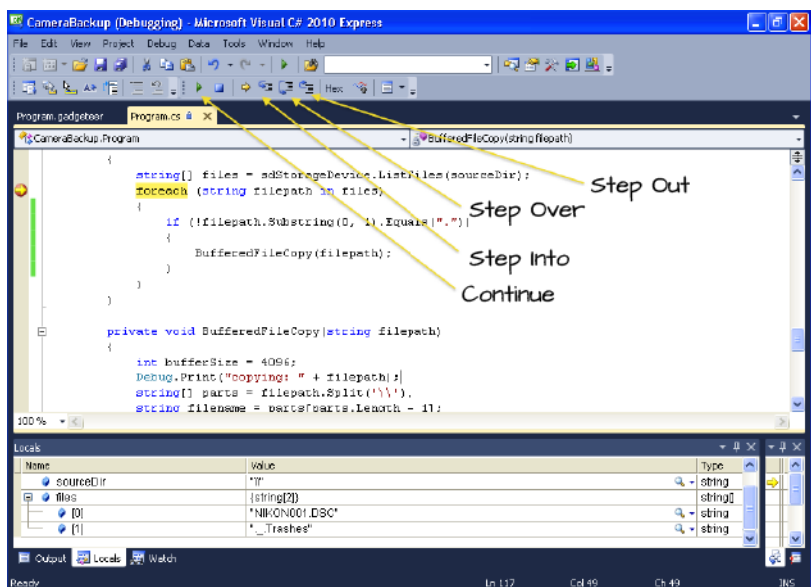 CameraBackup (Debugging) - Microsoft Visual C# 2010 Express
File Edit View Project Debug Data Tools Window Help
Hex
Program.gadgeteer Program.cs
CameraBackup.Program BufferedFileCopy(string filepath)
{
string[] files = sdStorageDevice.ListFiles(sourceDir);
foreach (string filepath in files)
{
if (!filepath.Substring(0, 1).Equals("."))
{
BufferedFileCopy(filepath);
}
}
}
Step Out
Step Over
Step Into
Continue
private void BufferedFileCopy(string filepath)
{
int bufferSize = 4096;
Debug.Print("copying: " + filepath);
string[] parts = filepath.Split('\\');
string filename = parts[parts.Length - 1];
100 %
Locals
Name Value Type
sourceDir string
files {string[2]} string[]
[0] "NIKON001.DSC" string
[1] "._.Trashes" string
Output Locals Watch
Ready Ln 117 Col 49 Ch 49 INS